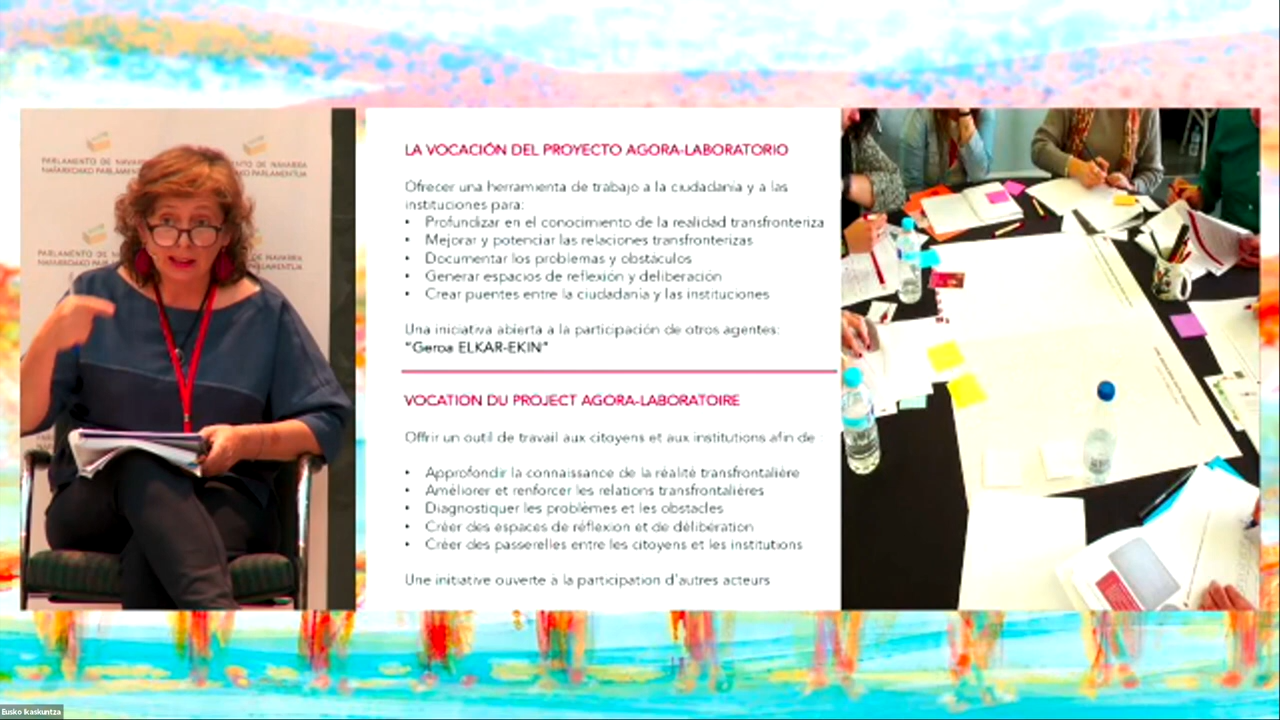 PARLAMENTO DE NAVARRA
NAFARROAKO PARLAMENTUA
PARLAMENTO DE NAVARRA
NAFARROAKO PARLAMENTUA
LA VOCACIÓN DEL PROYECTO AGORA-LABORATORIO
Ofrecer una herramienta de trabajo a la ciudadanía y a las
instituciones para:
• Profundizar en el conocimiento de la realidad transfronteriza
• Mejorar y potenciar las relaciones transfronterizas
• Documentar los problemas y obstáculos
• Generar espacios de reflexión y deliberación
• Crear puentes entre la ciudadanía y las instituciones
Una iniciativa abierta a la participación de otros agentes:
"Geroa ELKAR-EKIN"
VOCATION DU PROJECT AGORA-LABORATOIRE
Offrir un outil de travail aux citoyens et aux institutions afin de :
• Approfondir la connaissance de la réalité transfrontalière
• Améliorer et renforcer les relations transfrontalières
• Diagnostiquer les problèmes et les obstacles
• Créer des espaces de réflexion et de délibération
• Créer des passerelles entre les citoyens et les institutions
Une initiative ouverte à la participation d'autres acteurs
Eusko Ikaskuntza